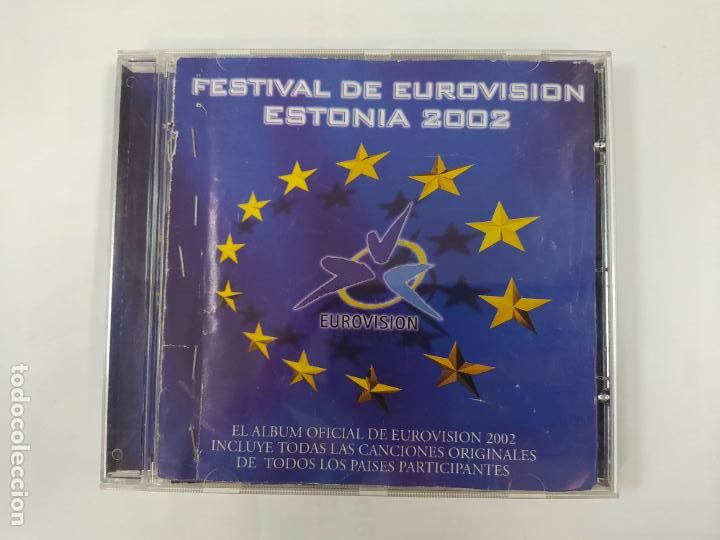 FESTIVAL DE EUROVISION
ESTONIA 2002
EUROVISION
EL ALBUM OFICIAL DE EUROVISION 2002
INCLUYE TODAS LAS CANCIONES ORIGINALES
DE TODOS LOS PAISES PARTICIPANTES
todocoleccion